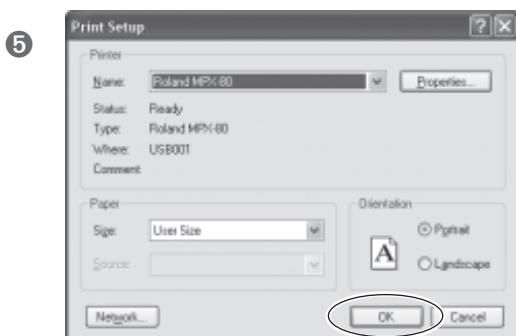 5
Print Setup
Printer
Name: Roland MPX-80 Properties...
Status: Ready
Type: Roland MPX-80
Where: USB001
Comment:
Paper
Size: User Size
Source:
Orientation
A
Portrait
Landscape
Network... OK Cancel